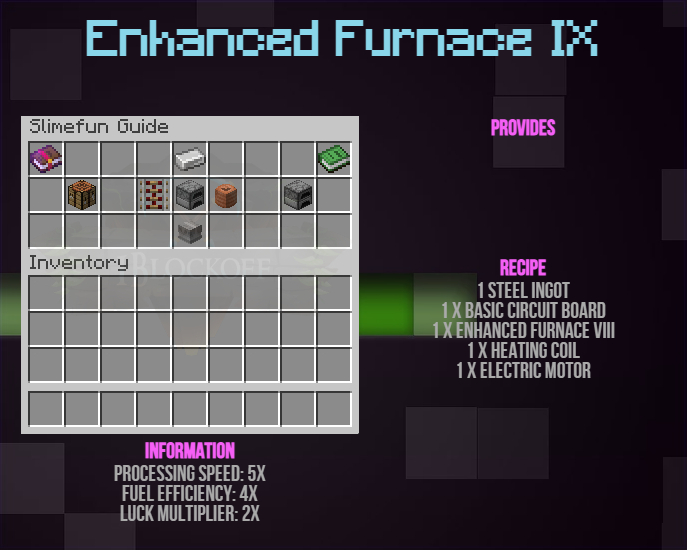 Enhanced Furnace IX
Slimefun Guide
PROVIDES
Inventory
BLOCKOFF
RECIPE
1 STEEL INGOT
1 X BASIC CIRCUIT BOARD
1 X ENHANCED FURNACE VIII
1 X HEATING COIL
1 X ELECTRIC MOTOR
INFORMATION
PROCESSING SPEED: 5X
FUEL EFFICIENCY: 4X
LUCK MULTIPLIER: 2X